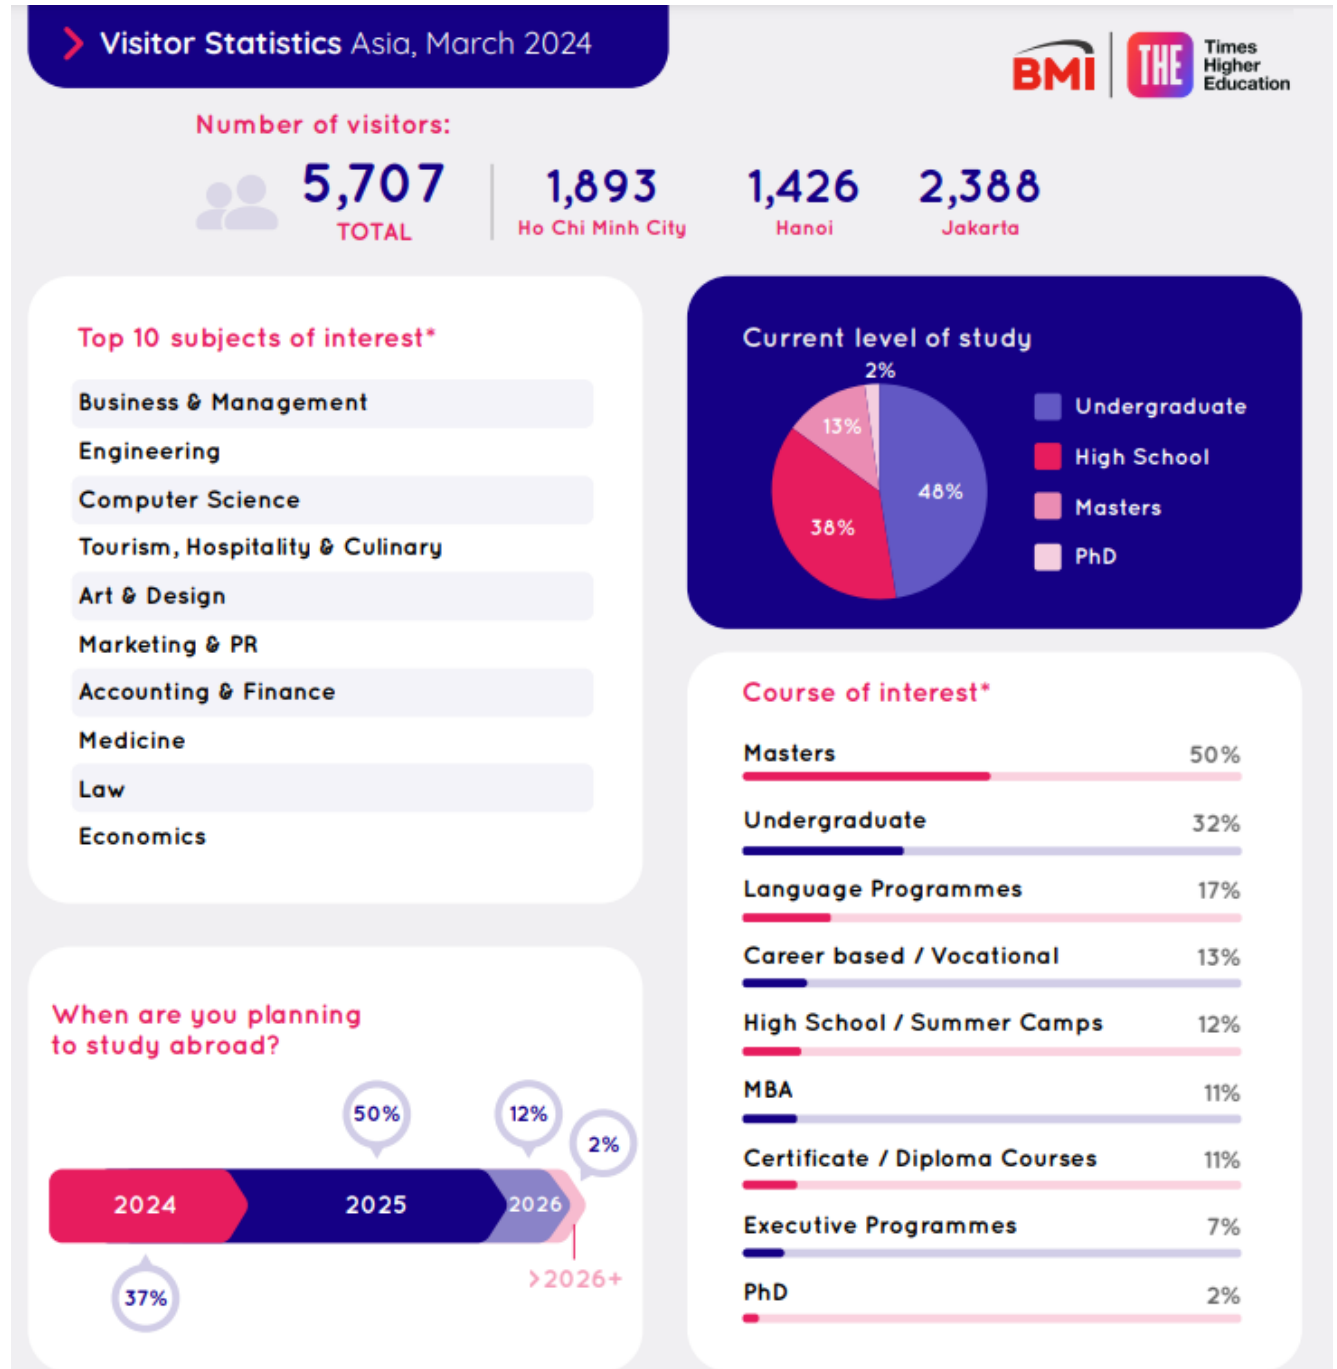 Visitor Statistics Asia, March 2024
BMI
THE
Times
Higher
Education
Number of visitors:
5,707
TOTAL
1,893
Ho Chi Minh City
1,426
Hanoi
2,388
Jakarta
Top 10 subjects of interest*
Business & Management
Engineering
Computer Science
Tourism, Hospitality & Culinary
Art & Design
Marketing & PR
Accounting & Finance
Medicine
Law
Economics
Current level of study
2%
13%
48%
38%
Undergraduate
High School
Masters
PhD
Course of interest*
Masters 50%
Undergraduate 32%
Language Programmes 17%
Career based / Vocational 13%
High School / Summer Camps 12%
MBA 11%
Certificate / Diploma Courses 11%
Executive Programmes 7%
PhD 2%
When are you planning
to study abroad?
50%
12%
2%
2024
2025
2026
>2026+
37%